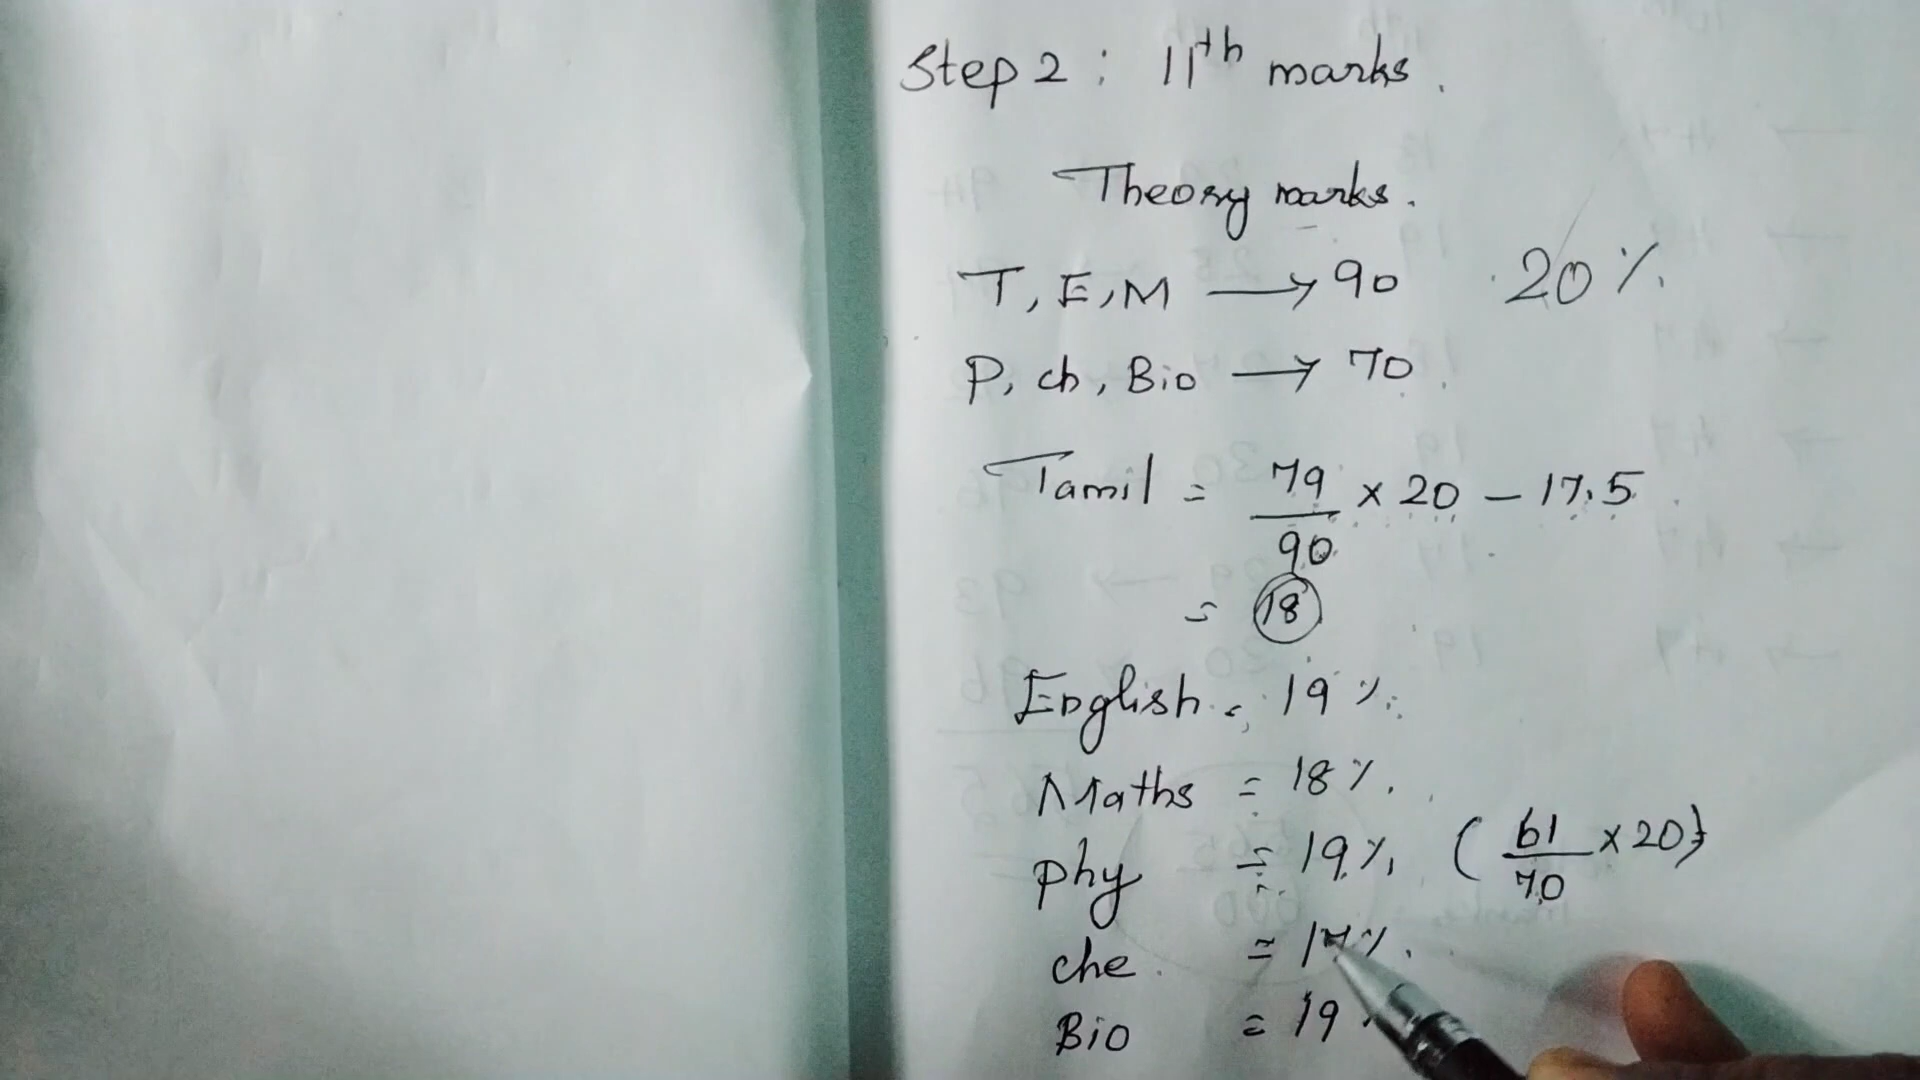 Step 2 : 11th marks.
Theory marks.
T, E, M → 90 20%
P, ch, Bio → 70
Tamil = 79/90 × 20 – 17.5
= 18
English = 19%
Maths = 18%
Phy = 19% (61/70 × 20)
che = 17%
Bio = 19